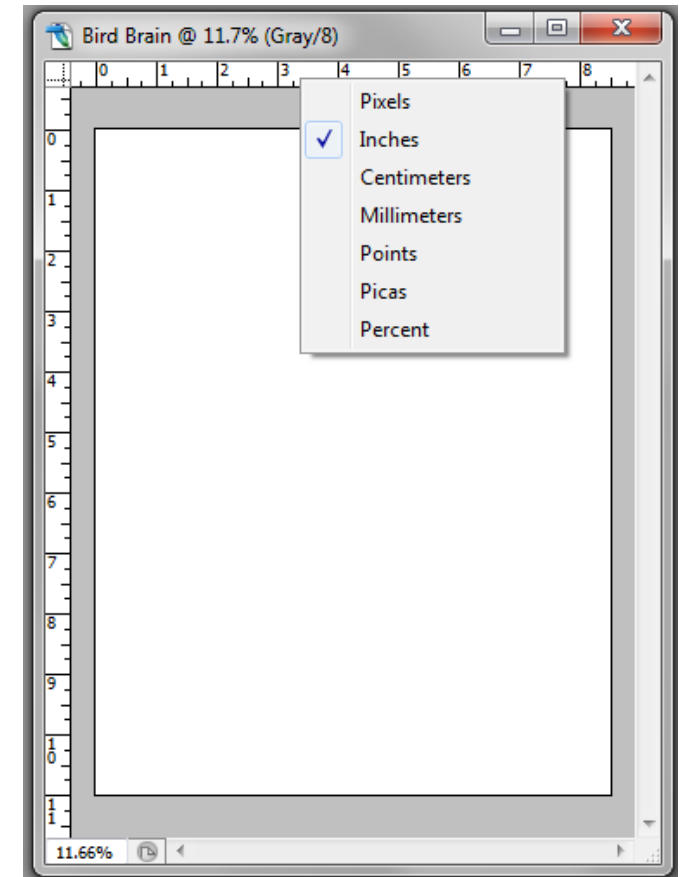 Bird Brain @ 11.7% (Gray/8)
0 1 2 3 4 5 6 7 8
Pixels
Inches
Centimeters
Millimeters
Points
Picas
Percent
0
1
2
3
4
5
6
7
8
9
10
11
11.66%